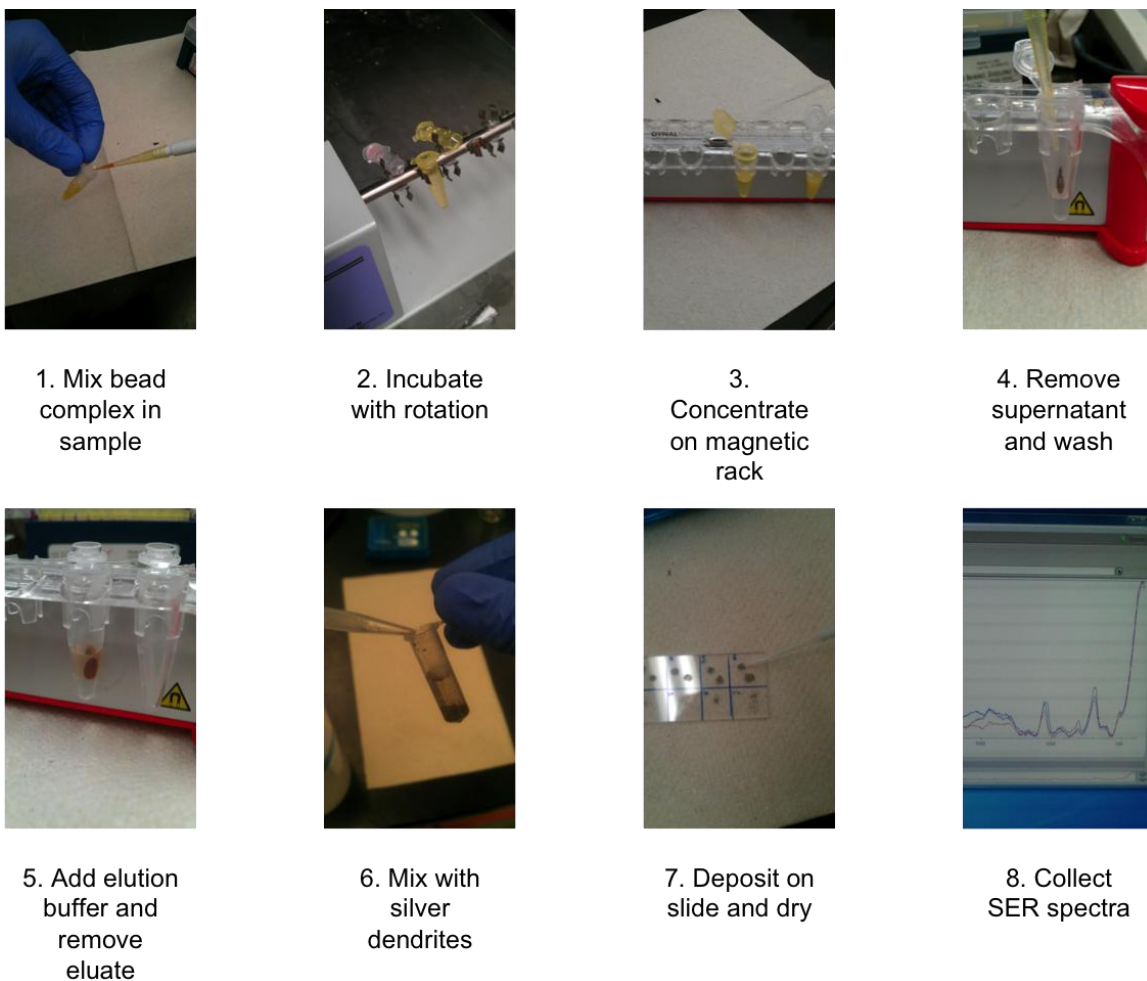 DYNAL
1. Mix bead
complex in
sample
2. Incubate
with rotation
3.
Concentrate
on magnetic
rack
4. Remove
supernatant
and wash
5. Add elution
buffer and
remove
eluate
6. Mix with
silver
dendrites
7. Deposit on
slide and dry
8. Collect
SER spectra